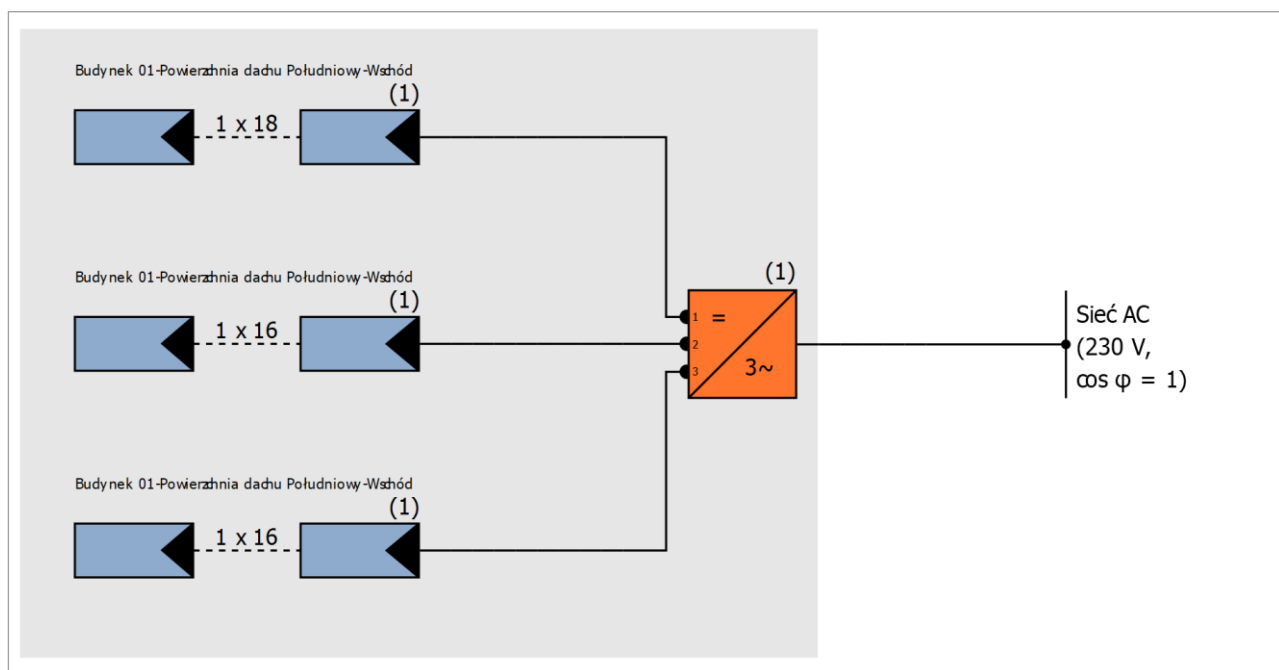 Budynek 01-Powierzchnia dachu Południowy-Wschód
(1)
1 x 18
Budynek 01-Powierzchnia dachu Południowy-Wschód
(1)
1 x 16
(1)
1
=
2
3
3~
Sieć AC
(230 V,
cos φ = 1)
Budynek 01-Powierzchnia dachu Południowy-Wschód
(1)
1 x 16